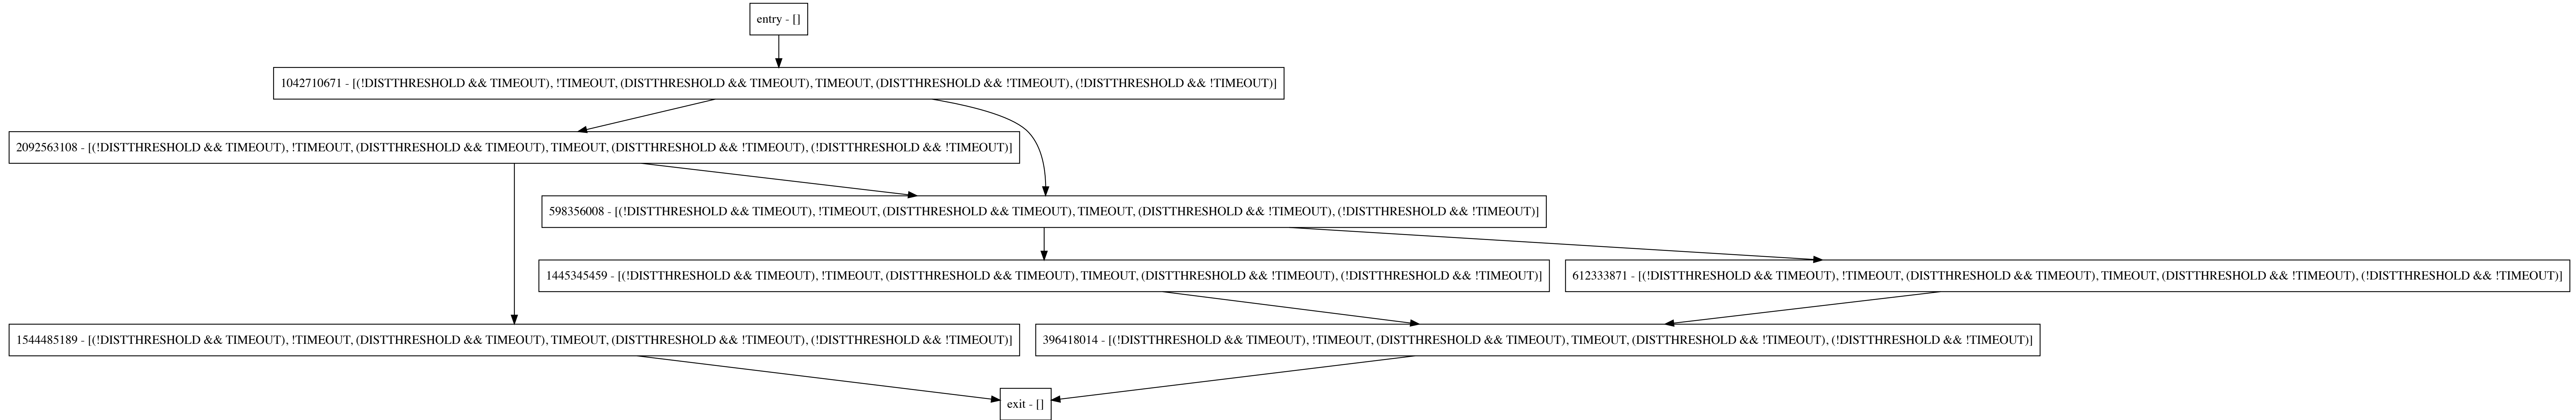 entry - []
1042710671 - [(!DISTTHRESHOLD && TIMEOUT), !TIMEOUT, (DISTTHRESHOLD && TIMEOUT), TIMEOUT, (DISTTHRESHOLD && !TIMEOUT), (!DISTTHRESHOLD && !TIMEOUT)]
2092563108 - [(!DISTTHRESHOLD && TIMEOUT), !TIMEOUT, (DISTTHRESHOLD && TIMEOUT), TIMEOUT, (DISTTHRESHOLD && !TIMEOUT), (!DISTTHRESHOLD && !TIMEOUT)]
598356008 - [(!DISTTHRESHOLD && TIMEOUT), !TIMEOUT, (DISTTHRESHOLD && TIMEOUT), TIMEOUT, (DISTTHRESHOLD && !TIMEOUT), (!DISTTHRESHOLD && !TIMEOUT)]
1445345459 - [(!DISTTHRESHOLD && TIMEOUT), !TIMEOUT, (DISTTHRESHOLD && TIMEOUT), TIMEOUT, (DISTTHRESHOLD && !TIMEOUT), (!DISTTHRESHOLD && !TIMEOUT)]
612333871 - [(!DISTTHRESHOLD && TIMEOUT), !TIMEOUT, (DISTTHRESHOLD && TIMEOUT), TIMEOUT, (DISTTHRESHOLD && !TIMEOUT), (!DISTTHRESHOLD && !TIMEOUT)]
1544485189 - [(!DISTTHRESHOLD && TIMEOUT), !TIMEOUT, (DISTTHRESHOLD && TIMEOUT), TIMEOUT, (DISTTHRESHOLD && !TIMEOUT), (!DISTTHRESHOLD && !TIMEOUT)]
396418014 - [(!DISTTHRESHOLD && TIMEOUT), !TIMEOUT, (DISTTHRESHOLD && TIMEOUT), TIMEOUT, (DISTTHRESHOLD && !TIMEOUT), (!DISTTHRESHOLD && !TIMEOUT)]
exit - []